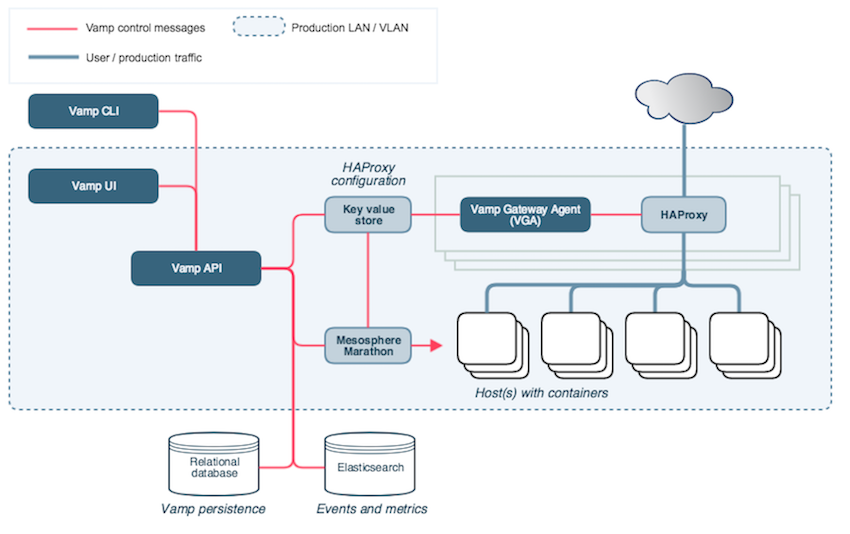 Vamp control messages
Production LAN / VLAN
User / production traffic
Vamp CLI
Vamp UI
HAProxy
configuration
Key value
store
Vamp Gateway Agent
(VGA)
HAProxy
Vamp API
Mesosphere
Marathon
Host(s) with containers
Relational
database
Elasticsearch
Vamp persistence
Events and metrics